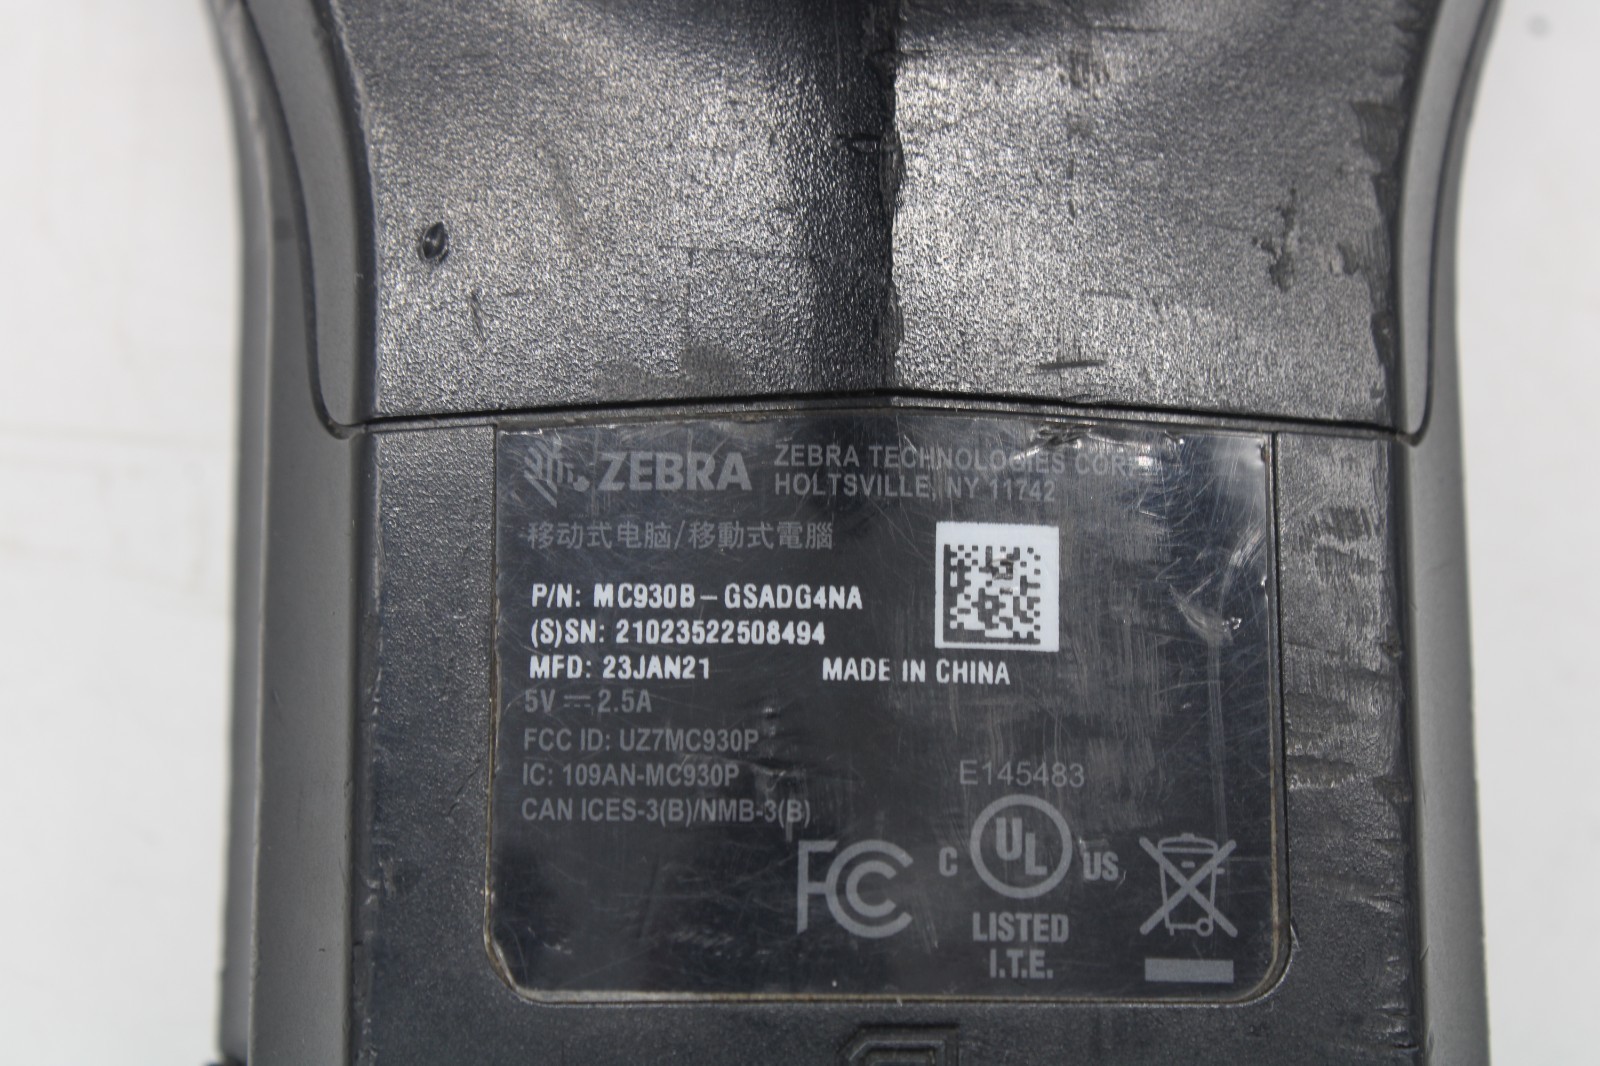 ZEBRA
ZEBRA TECHNOLOGIES CORP
HOLTSVILLE, NY 11742
移动式电脑/移動式電腦
P/N: MC930B-GSADG4NA
(S)SN: 21023522508494
MFD: 23JAN21 MADE IN CHINA
5V ⎓ 2.5A
FCC ID: UZ7MC930P
IC: 109AN-MC930P
CAN ICES-3(B)/NMB-3(B)
E145483
FC
C UL US
LISTED
I.T.E.